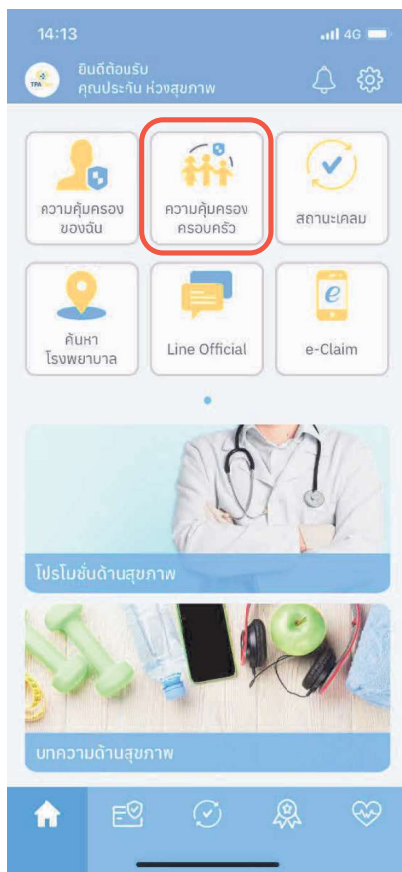 14:13
4G
TPA
ยินดีต้อนรับ
คุณประกัน ห่วงสุขภาพ
ความคุ้มครอง
ของฉัน
ความคุ้มครอง
ครอบครัว
สถานะเคลม
ค้นหา
โรงพยาบาล
Line Official
e
e-Claim
โปรโมชั่นด้านสุขภาพ
บทความด้านสุขภาพ